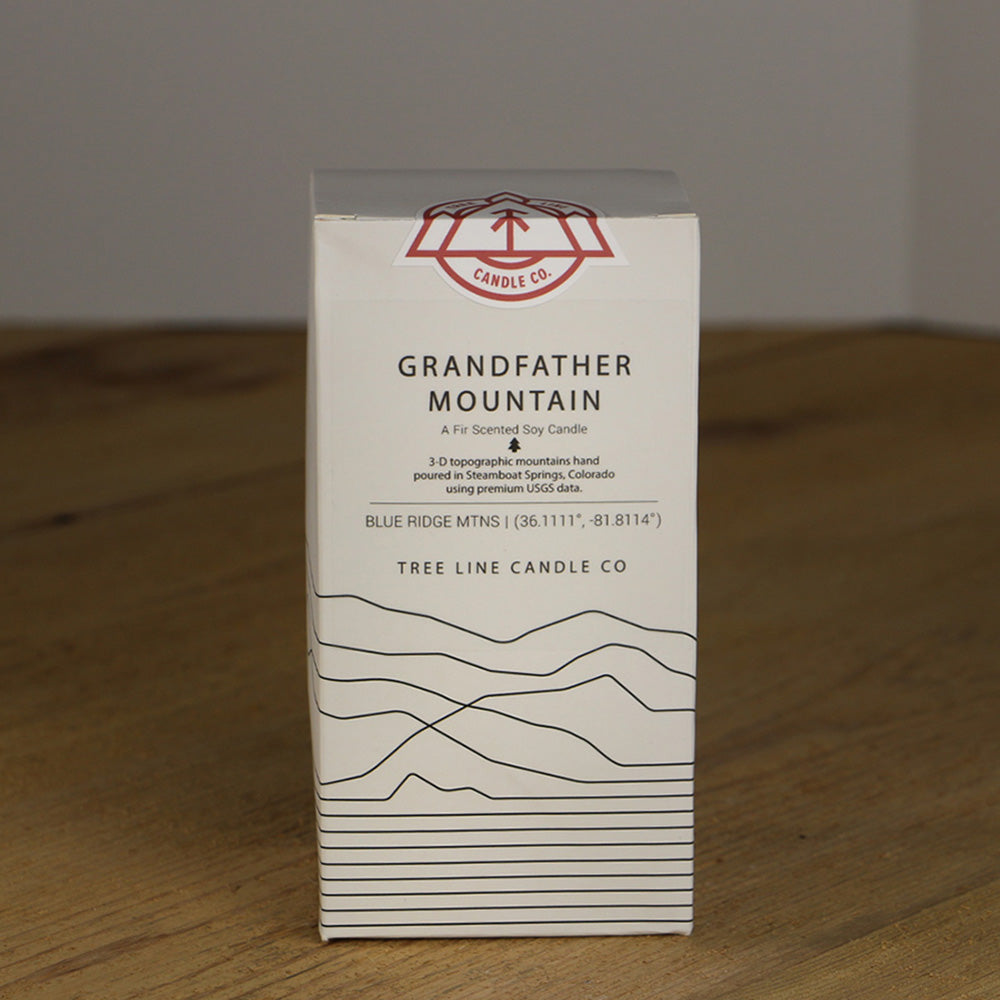 TREE LINE
CANDLE CO.
GRANDFATHER
MOUNTAIN
A Fir Scented Soy Candle
3-D topographic mountains hand
poured in Steamboat Springs, Colorado
using premium USGS data.
BLUE RIDGE MTNS | (36.1111°, -81.8114°)
TREE LINE CANDLE CO